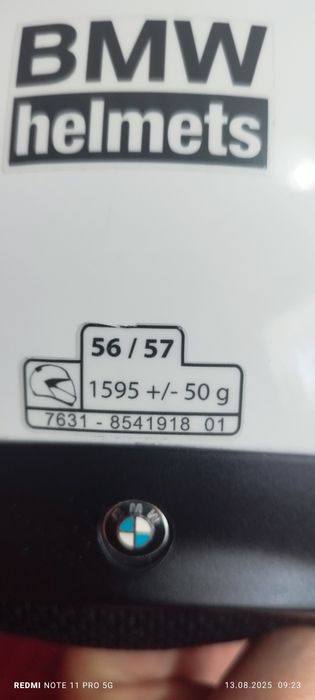 BMW
helmets
56 / 57
1595 +/- 50 g
7631 - 8541918 01
BMW
REDMI NOTE 11 PRO 5G 13.08.2025 09:23